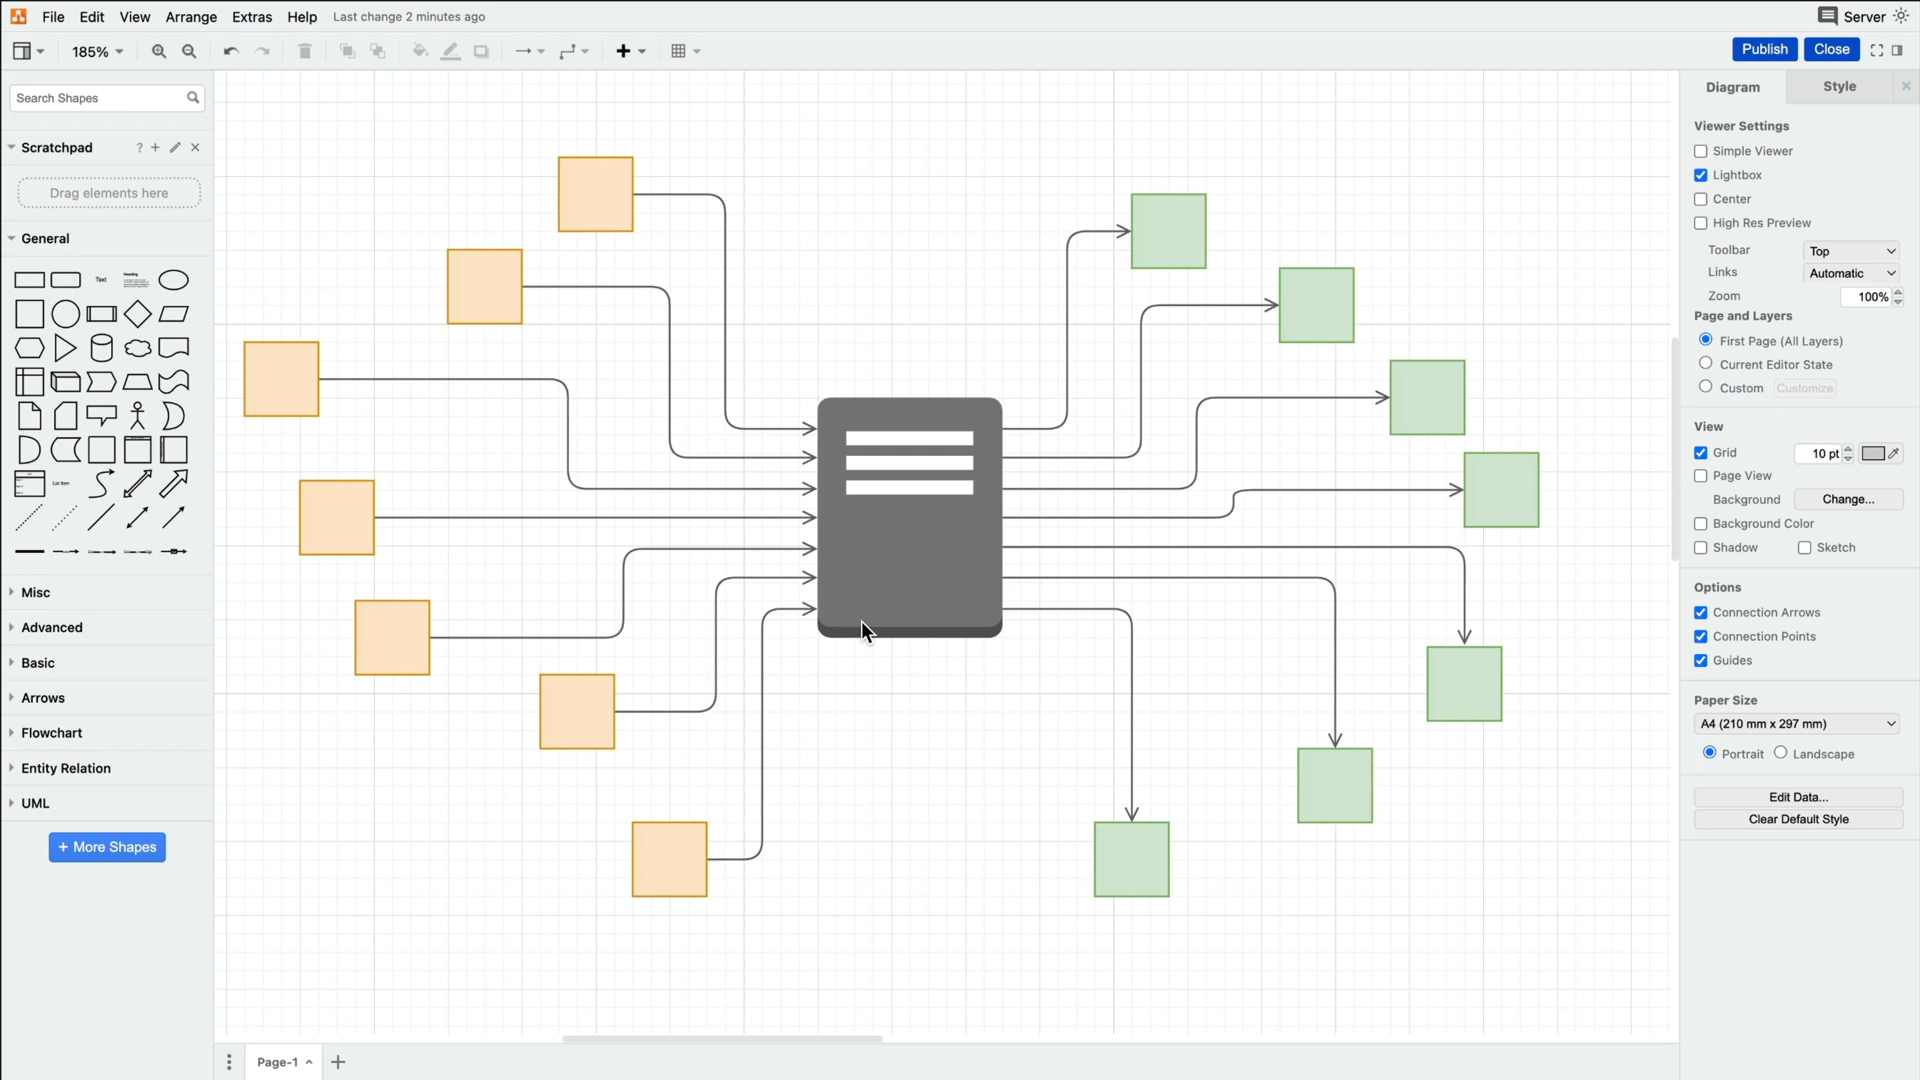 File Edit View Arrange Extras Help Last change 2 minutes ago Server
185% Publish Close
Search Shapes
Scratchpad ?
Drag elements here
General
Text Heading
List Item
Misc
Advanced
Basic
Arrows
Flowchart
Entity Relation
UML
+ More Shapes
Page-1
Diagram Style
Viewer Settings
Simple Viewer
Lightbox
Center
High Res Preview
Toolbar Top
Links Automatic
Zoom 100%
Page and Layers
First Page (All Layers)
Current Editor State
Custom Customize
View
Grid 10 pt
Page View
Background Change...
Background Color
Shadow Sketch
Options
Connection Arrows
Connection Points
Guides
Paper Size
A4 (210 mm x 297 mm)
Portrait Landscape
Edit Data...
Clear Default Style